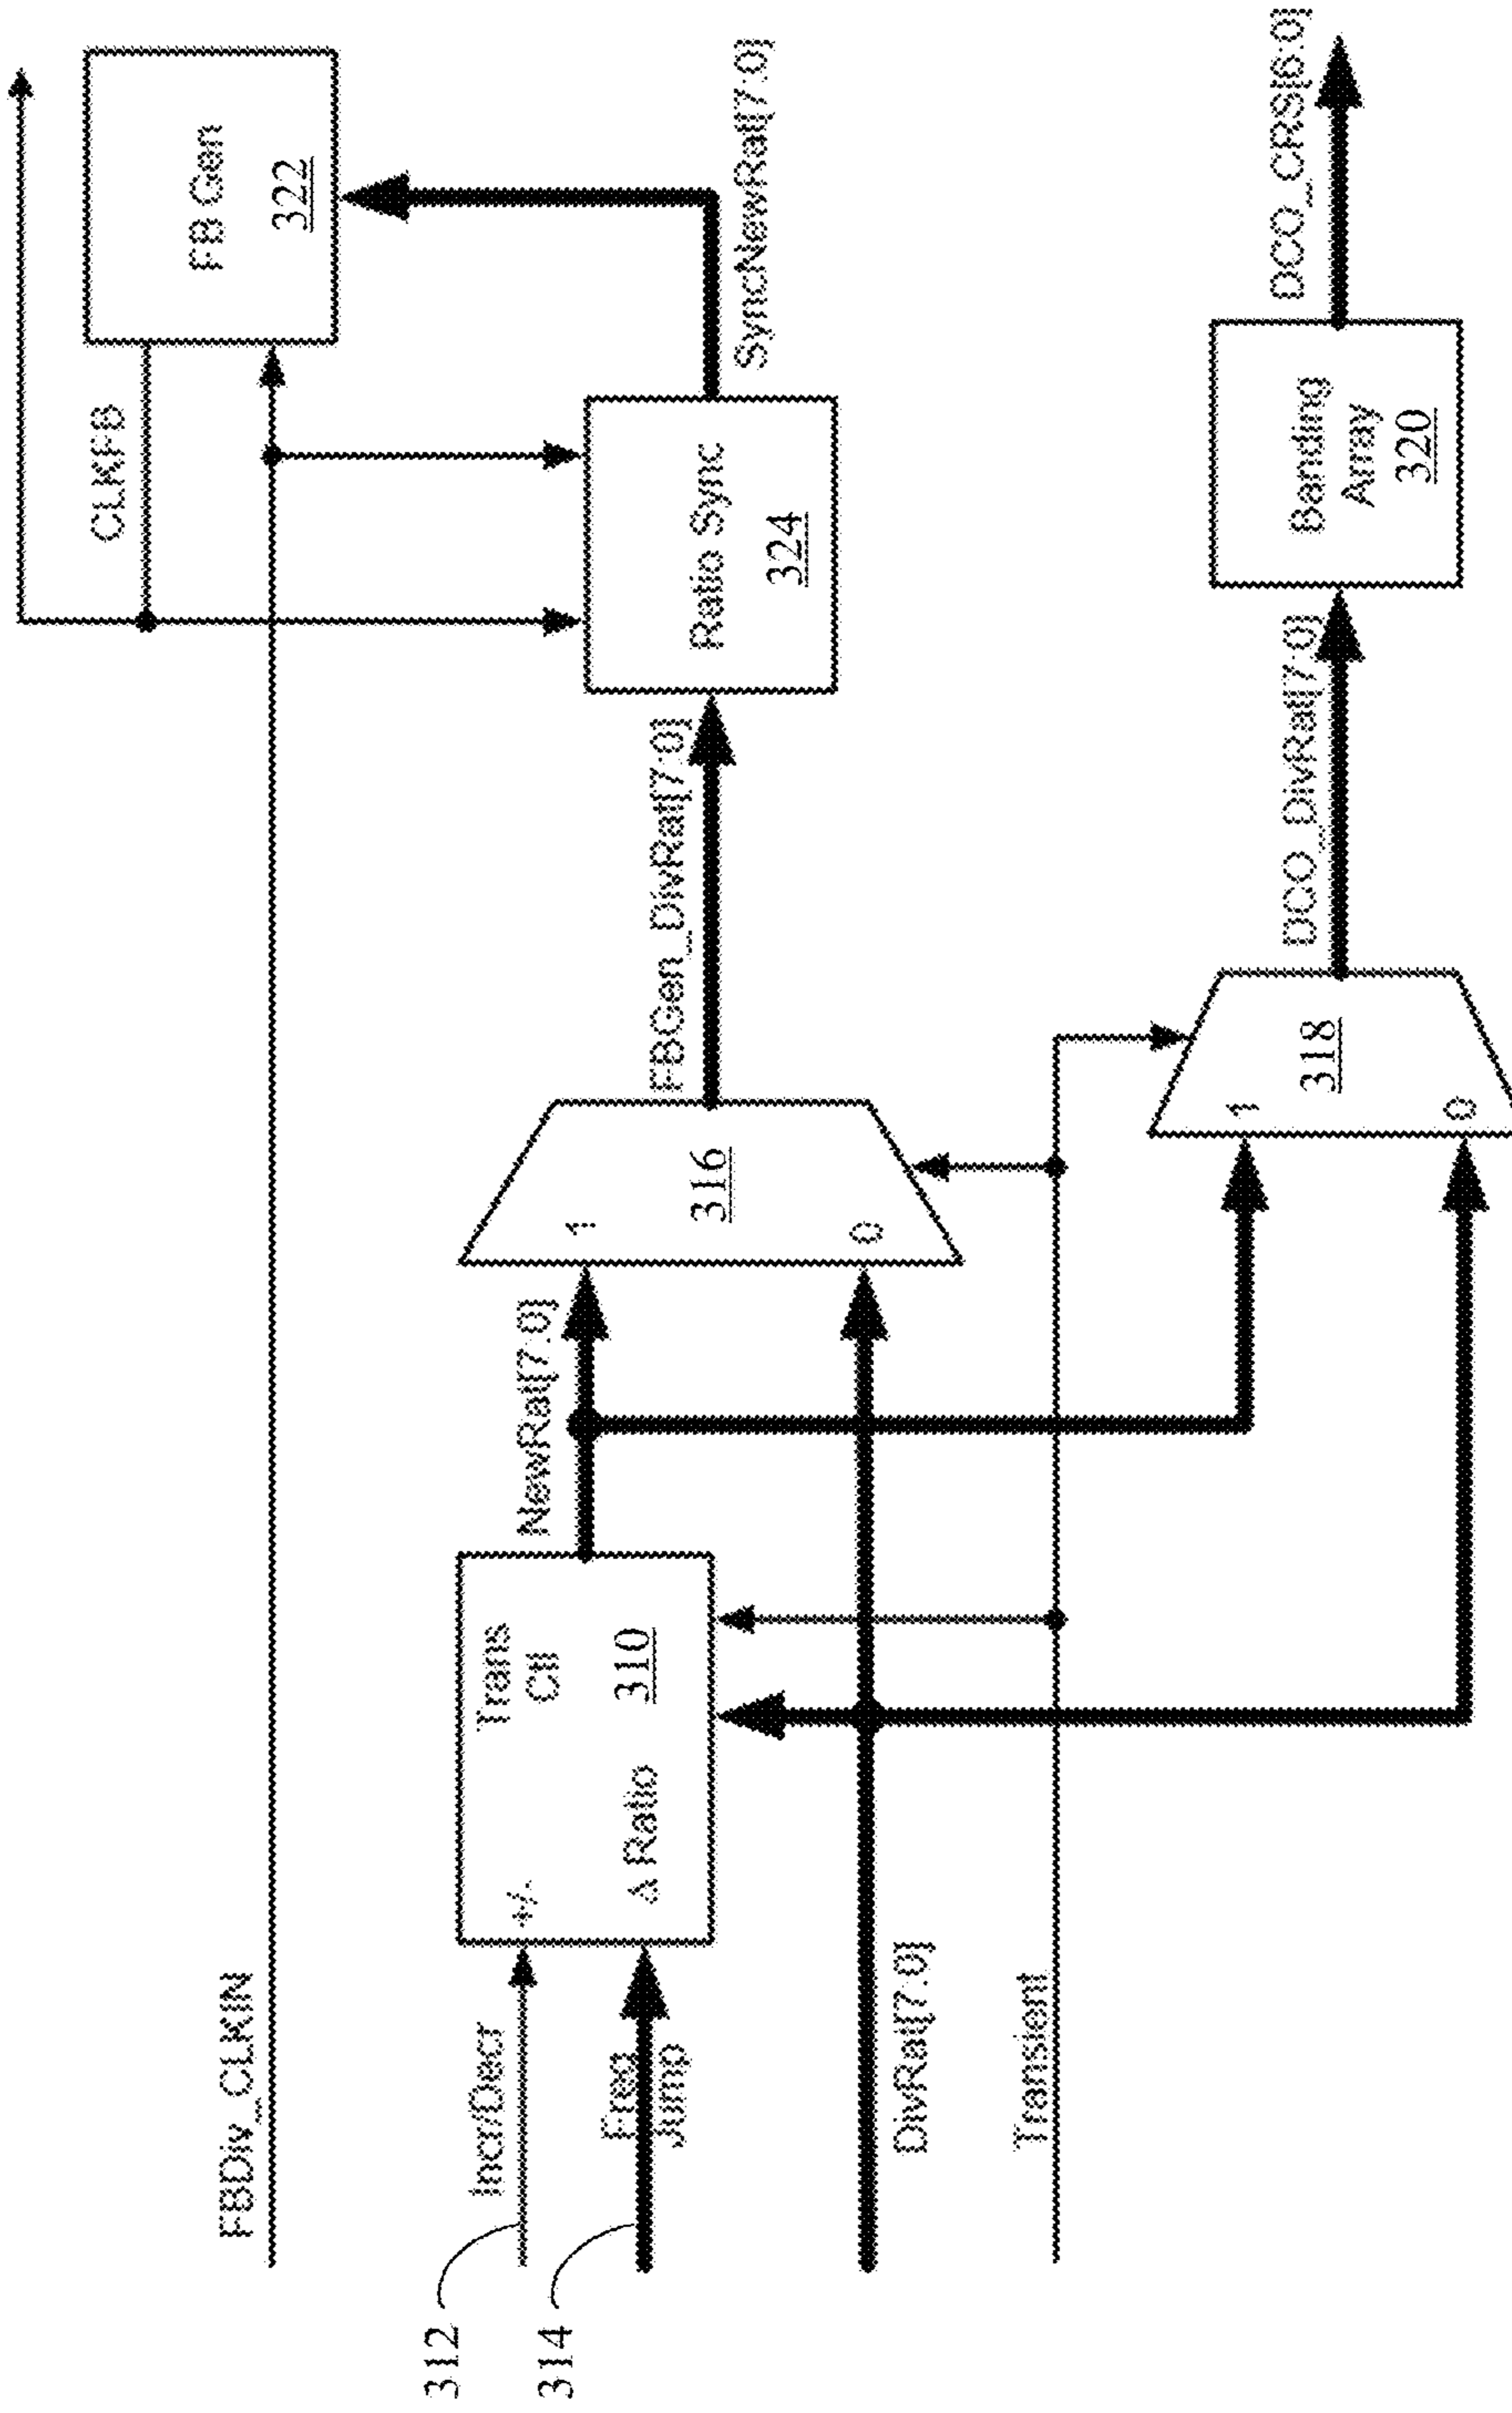 CLKFB
FB Gen
322
FBDiv_CLKIN
Ratio Sync
324
SyncNewRat[7:0]
312
Incr/Decr
+/-
Trans
Ctl
310
NewRat[7:0]
1
316
0
FBGen_DivRat[7:0]
314
Freq
Jump
Δ Ratio
DivRat[7:0]
Transient
1
318
0
DCO_DivRat[7:0]
Banding
Array
320
DCO_CRS[6:0]